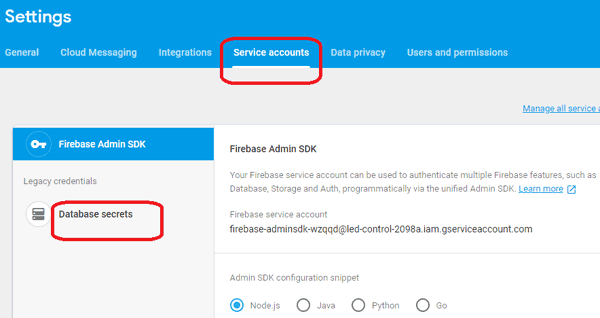 Settings
General Cloud Messaging Integrations Service accounts Data privacy Users and permissions
Manage all service a
Firebase Admin SDK
Legacy credentials
Database secrets
Firebase Admin SDK
Your Firebase service account can be used to authenticate multiple Firebase features, such as
Database, Storage and Auth, programmatically via the unified Admin SDK. Learn more
Firebase service account
firebase-adminsdk-wzqqd@led-control-2098a.iam.gserviceaccount.com
Admin SDK configuration snippet
Node.js Java Python Go